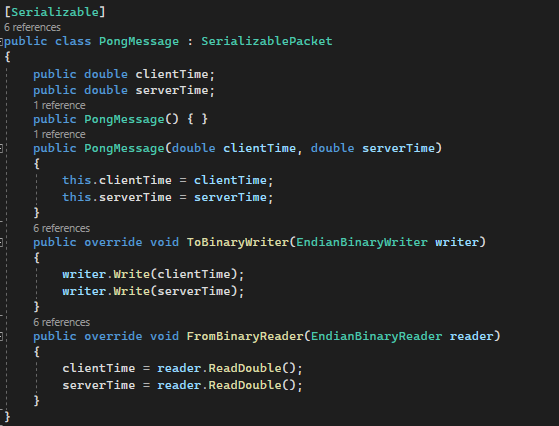 [Serializable]
6 references
public class PongMessage : SerializablePacket
{
public double clientTime;
public double serverTime;
1 reference
public PongMessage() { }
1 reference
public PongMessage(double clientTime, double serverTime)
{
this.clientTime = clientTime;
this.serverTime = serverTime;
}
6 references
public override void ToBinaryWriter(EndianBinaryWriter writer)
{
writer.Write(clientTime);
writer.Write(serverTime);
}
6 references
public override void FromBinaryReader(EndianBinaryReader reader)
{
clientTime = reader.ReadDouble();
serverTime = reader.ReadDouble();
}
}